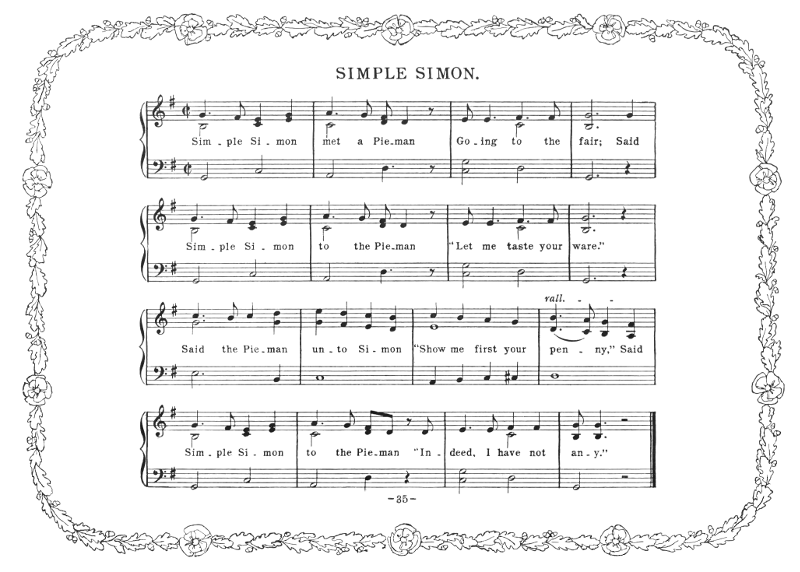 SIMPLE SIMON.
Sim - ple Si - mon met a Pie-man Go - ing to the fair; Said
Sim - ple Si - mon to the Pie-man "Let me taste your ware."
rall. - -
Said the Pie-man un - to Si - mon "Show me first your pen - ny," Said
Sim - ple Si - mon to the Pie-man "In - deed, I have not an - y."
-35-